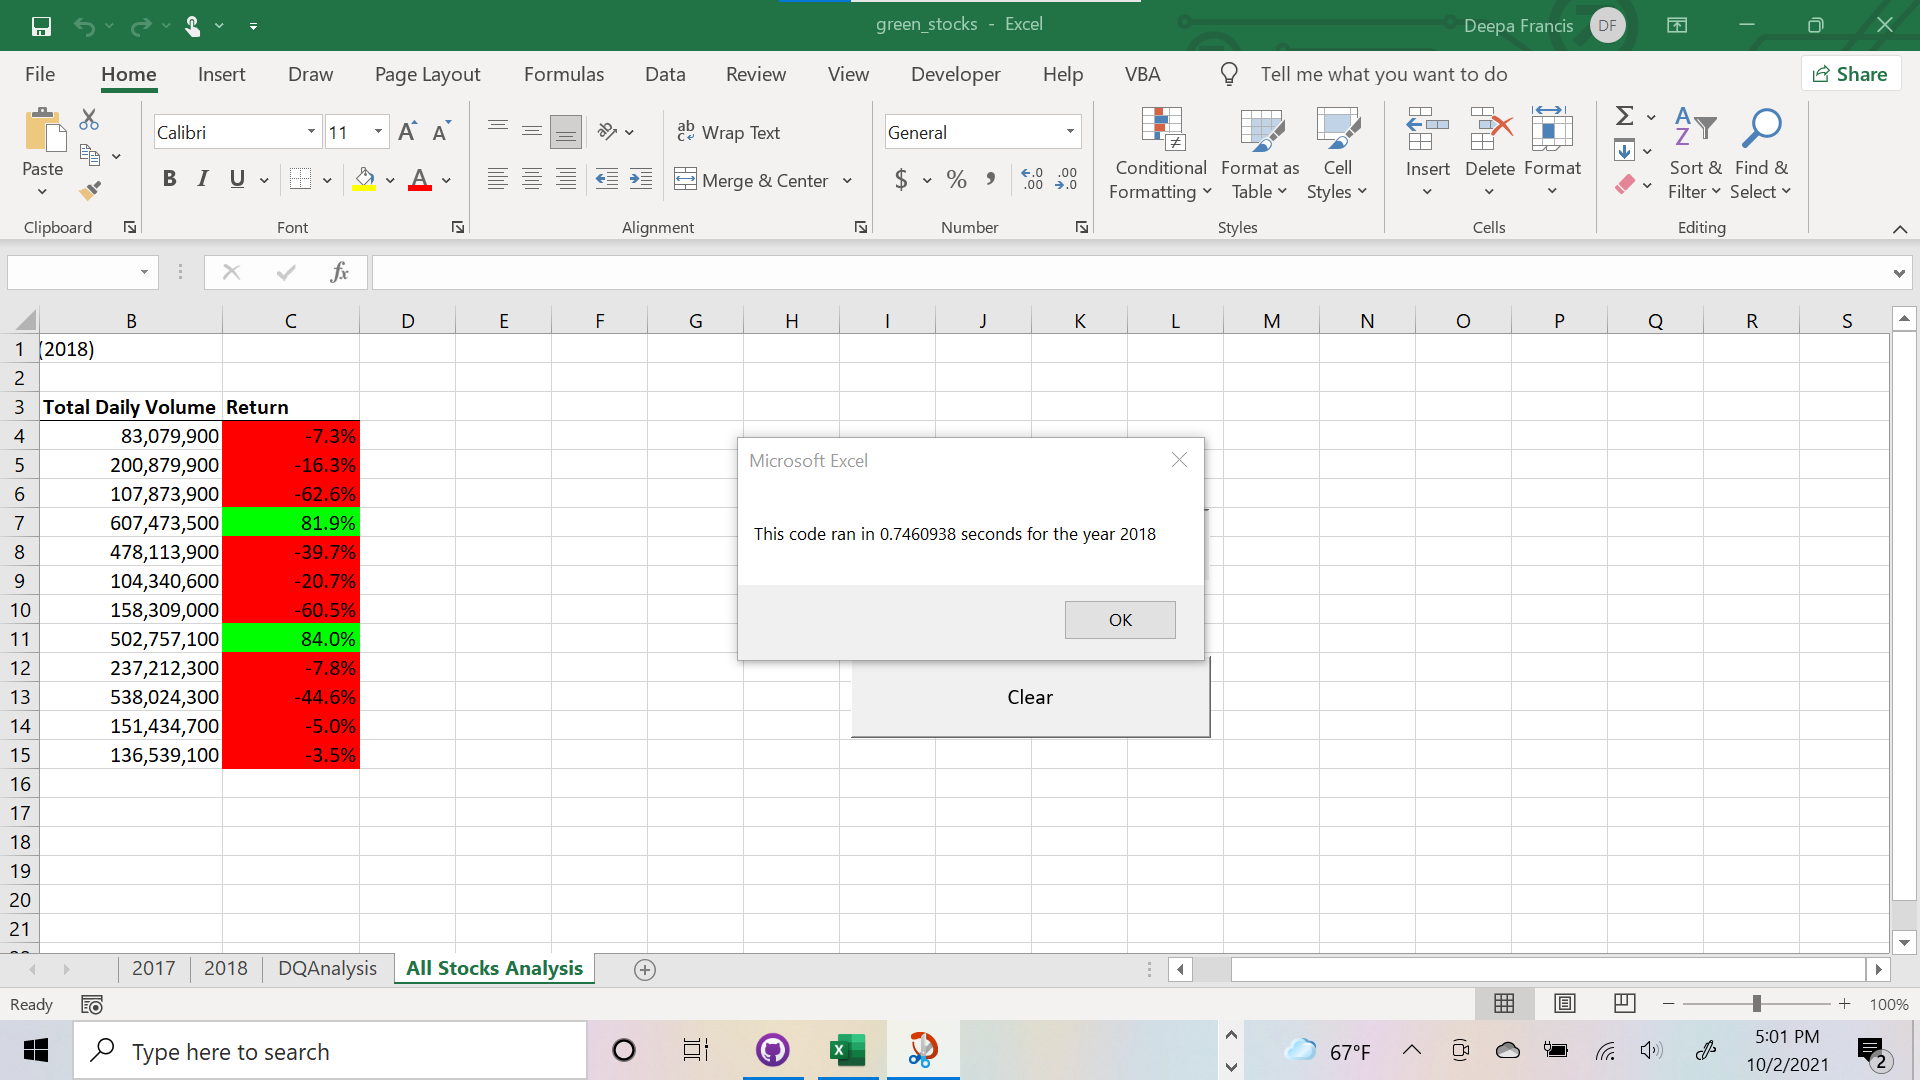 green_stocks - Excel
Deepa Francis DF
File Home Insert Draw Page Layout Formulas Data Review View Developer Help VBA Tell me what you want to do Share
Paste
Calibri 11
ab Wrap Text
General
Conditional Formatting
Format as Table
Cell Styles
Insert Delete Format
Sort & Filter
Find & Select
B I U
Merge & Center
$ % ,
Clipboard Font Alignment Number Styles Cells Editing
fx
B C D E F G H I J K L M N O P Q R S
1 (2018)
2
3 Total Daily Volume Return
4 83,079,900 -7.3%
5 200,879,900 -16.3%
6 107,873,900 -62.6%
7 607,473,500 81.9%
8 478,113,900 -39.7%
9 104,340,600 -20.7%
10 158,309,000 -60.5%
11 502,757,100 84.0%
12 237,212,300 -7.8%
13 538,024,300 -44.6%
14 151,434,700 -5.0%
15 136,539,100 -3.5%
16
17
18
19
20
21
Microsoft Excel
This code ran in 0.7460938 seconds for the year 2018
OK
Clear
2017 2018 DQAnalysis All Stocks Analysis
Ready
100%
Type here to search
67°F
5:01 PM
10/2/2021
2